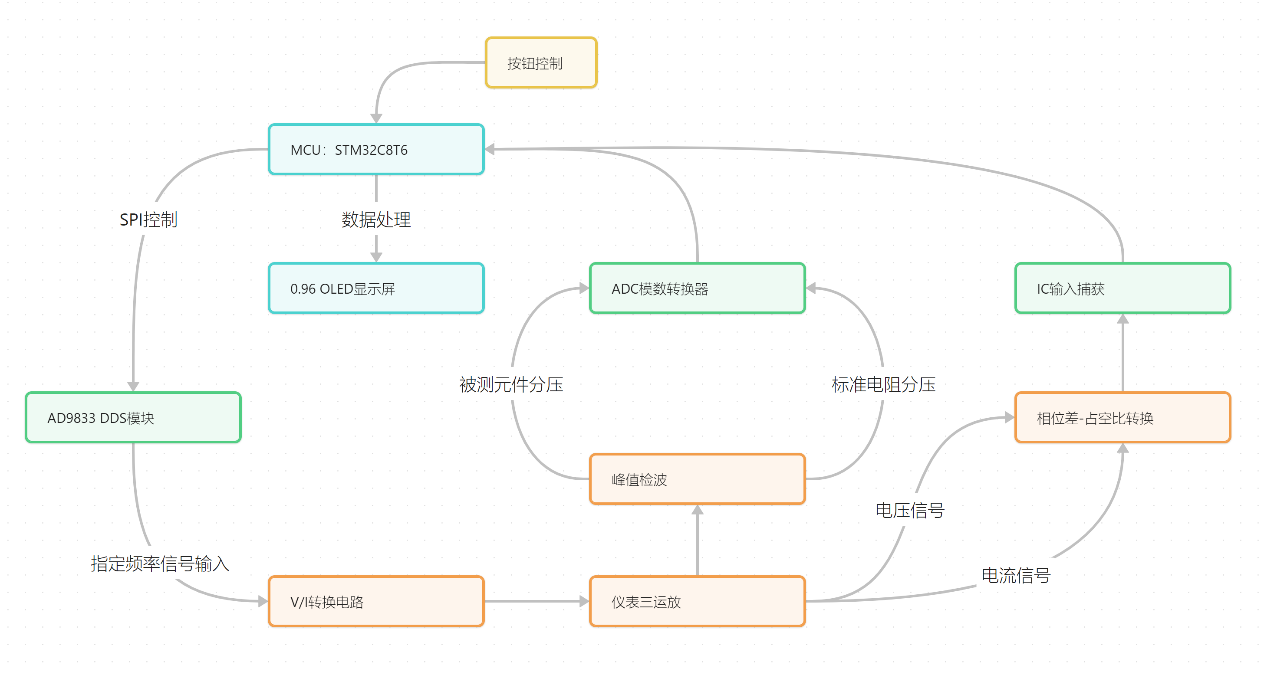 按钮控制
MCU：STM32C8T6
SPI控制
数据处理
0.96 OLED显示屏
ADC模数转换器
IC输入捕获
被测元件分压
标准电阻分压
AD9833 DDS模块
相位差-占空比转换
峰值检波
电压信号
指定频率信号输入
电流信号
V/I转换电路
仪表三运放